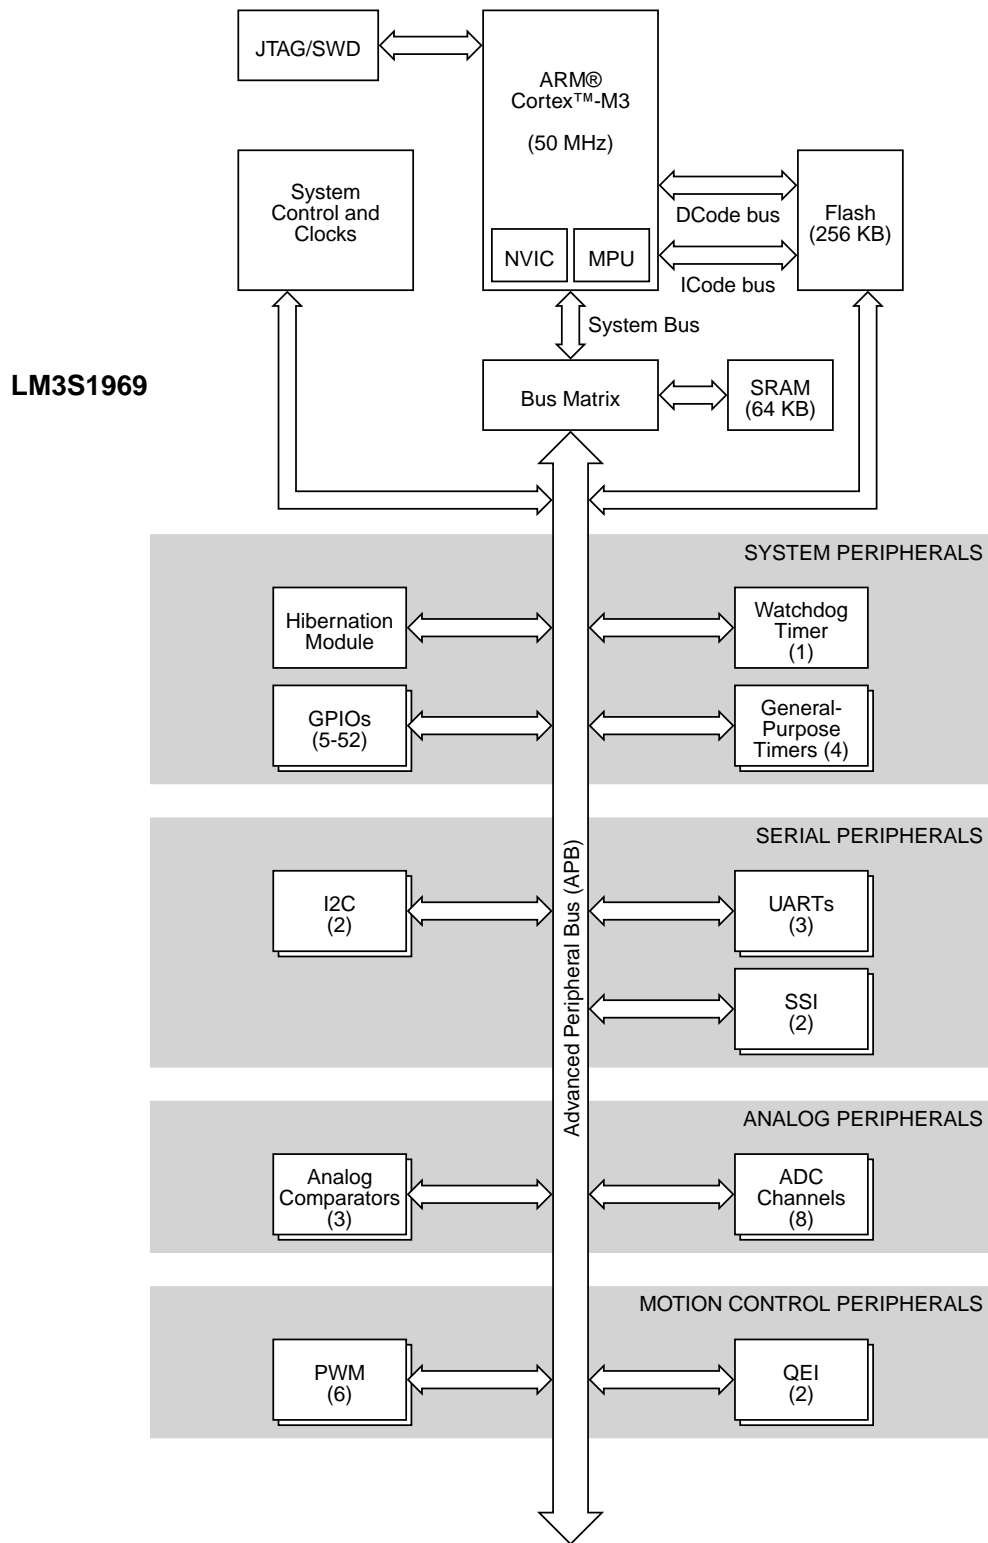 JTAG/SWD
ARM®
Cortex™-M3
(50 MHz)
System
Control and
Clocks
DCode bus
Flash
(256 KB)
NVIC
MPU
ICode bus
System Bus
LM3S1969
Bus Matrix
SRAM
(64 KB)
SYSTEM PERIPHERALS
Hibernation
Module
Watchdog
Timer
(1)
GPIOs
(5-52)
General-
Purpose
Timers (4)
SERIAL PERIPHERALS
Advanced Peripheral Bus (APB)
I2C
(2)
UARTs
(3)
SSI
(2)
ANALOG PERIPHERALS
Analog
Comparators
(3)
ADC
Channels
(8)
MOTION CONTROL PERIPHERALS
PWM
(6)
QEI
(2)